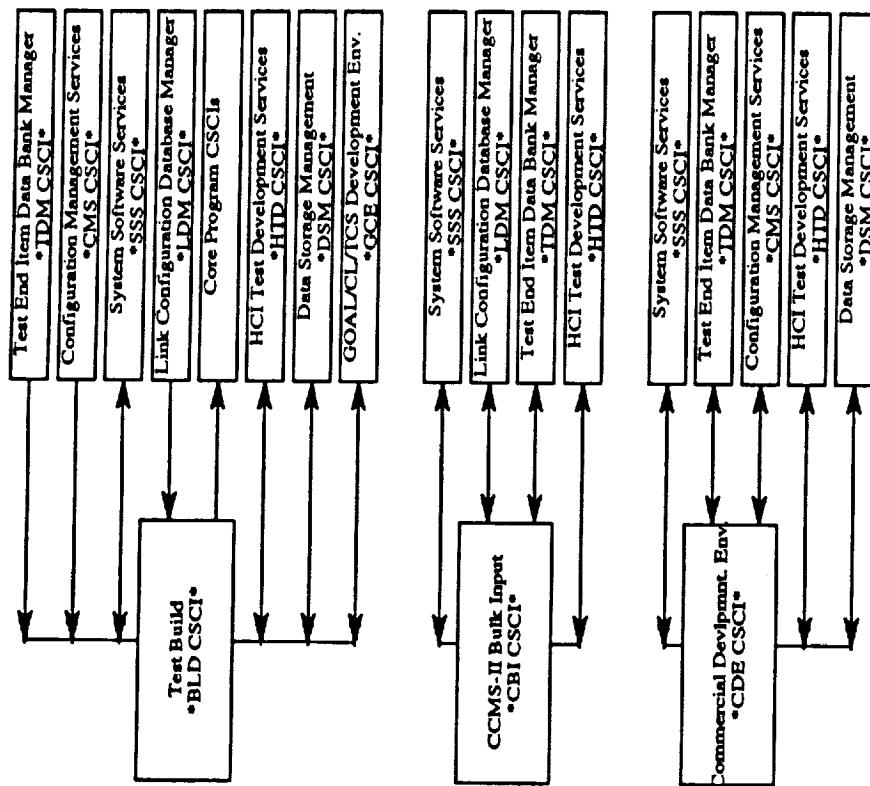 Test End Item Data Bank Manager
*TDM CSCI*
Configuration Management Services
*CMS CSCI*
System Software Services
*SSS CSCI*
Link Configuration Database Manager
*LDM CSCI*
Core Program CSCIs
HCI Test Development Services
*HTD CSCI*
Data Storage Management
*DSM CSCI*
GOAL/CL/TCS Development Env.
*GCE CSCI*
Test Build
*BLD CSCI*
System Software Services
*SSS CSCI*
Link Configuration Database Manager
*LDM CSCI*
Test End Item Data Bank Manager
*TDM CSCI*
HCI Test Development Services
*HTD CSCI*
CCMS-II Bulk Input
*CBI CSCI*
System Software Services
*SSS CSCI*
Test End Item Data Bank Manager
*TDM CSCI*
Configuration Management Services
*CMS CSCI*
HCI Test Development Services
*HTD CSCI*
Data Storage Management
*DSM CSCI*
Commercial Devlpmnt. Env.
*CDE CSCI*